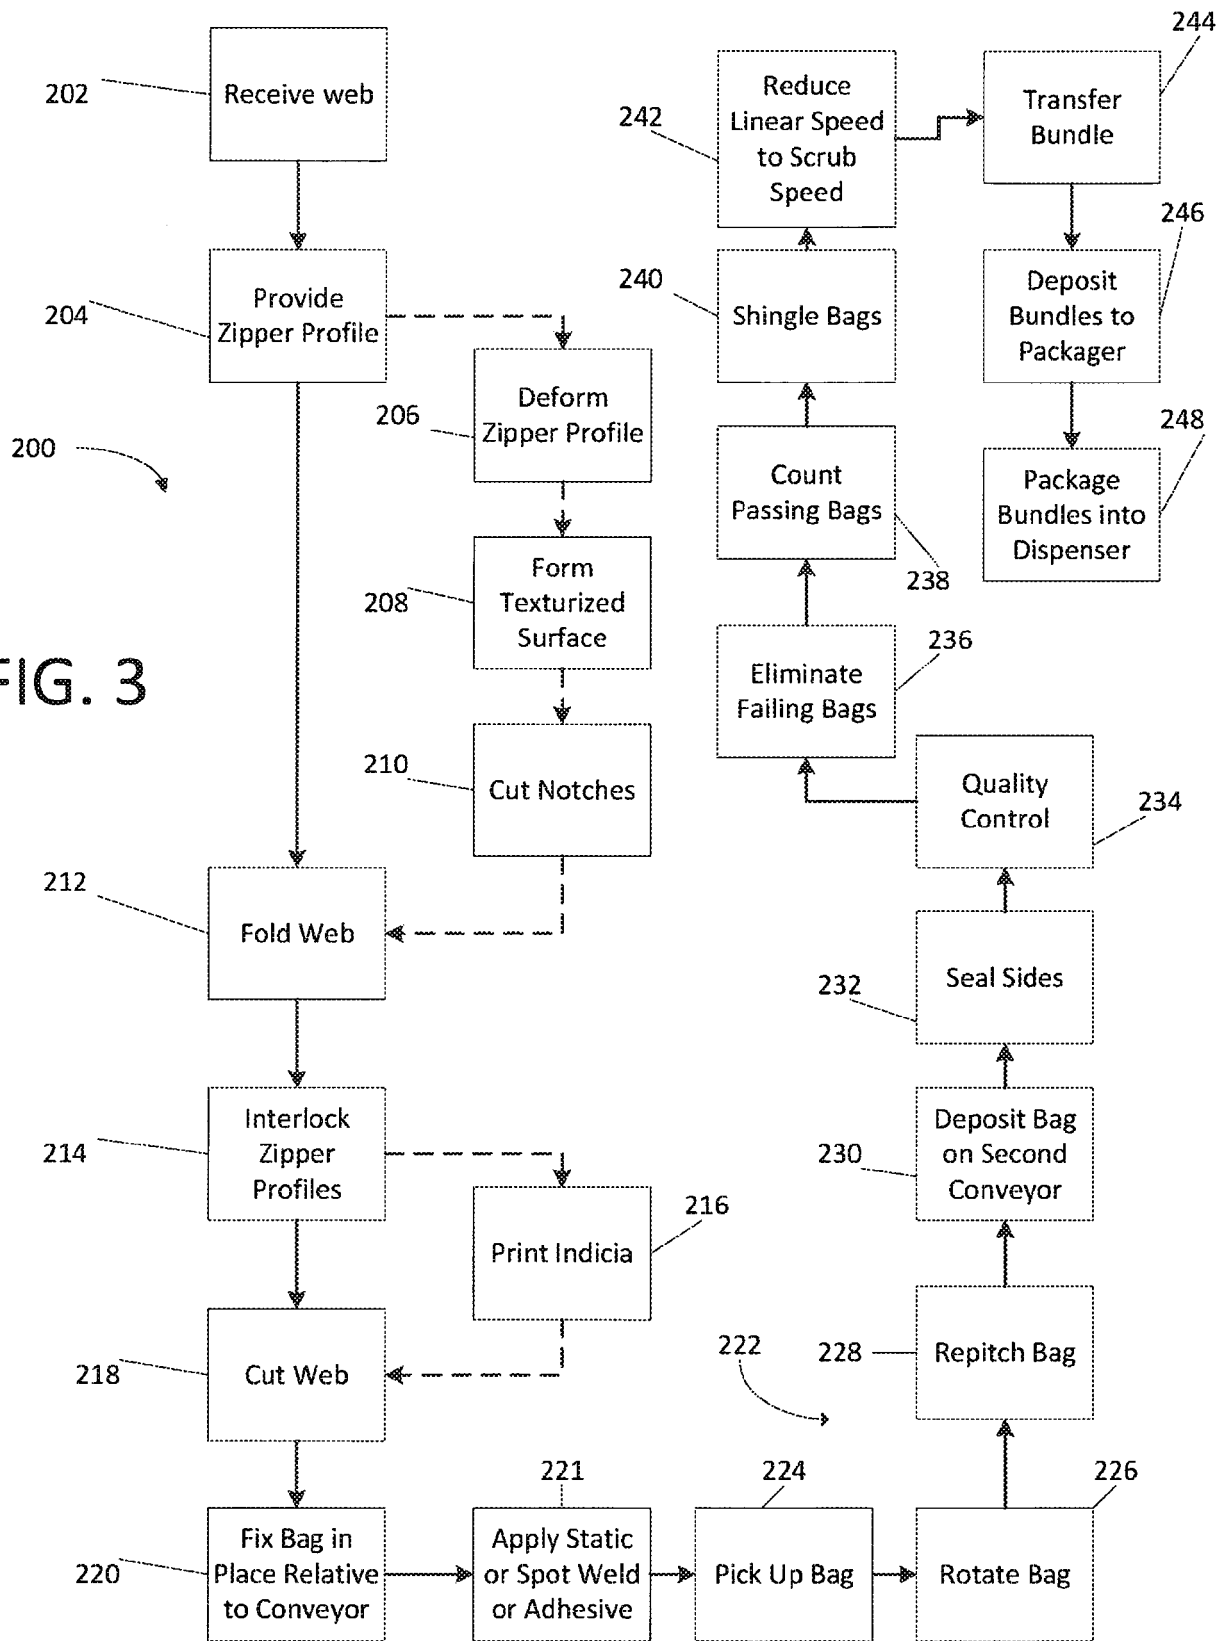 202
Receive web
204
Provide
Zipper Profile
200
206
Deform
Zipper Profile
208
Form
Texturized
Surface
FIG. 3
210
Cut Notches
212
Fold Web
214
Interlock
Zipper
Profiles
216
Print Indicia
218
Cut Web
220
Fix Bag in
Place Relative
to Conveyor
221
Apply Static
or Spot Weld
or Adhesive
222
224
Pick Up Bag
226
Rotate Bag
228
Repitch Bag
230
Deposit Bag
on Second
Conveyor
232
Seal Sides
234
Quality
Control
236
Eliminate
Failing Bags
238
Count
Passing Bags
240
Shingle Bags
242
Reduce
Linear Speed
to Scrub
Speed
244
Transfer
Bundle
246
Deposit
Bundles to
Packager
248
Package
Bundles into
Dispenser